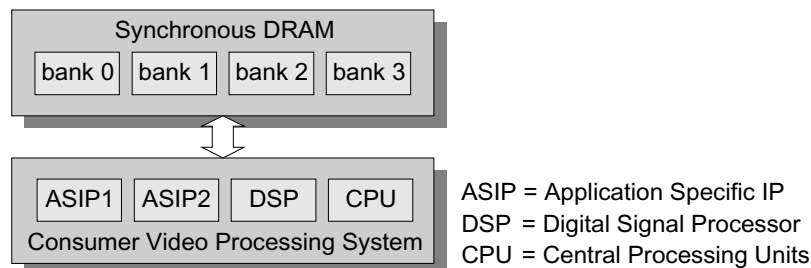 Synchronous DRAM
bank 0 bank 1 bank 2 bank 3
ASIP1 ASIP2 DSP CPU
Consumer Video Processing System
ASIP = Application Specific IP
DSP = Digital Signal Processor
CPU = Central Processing Units